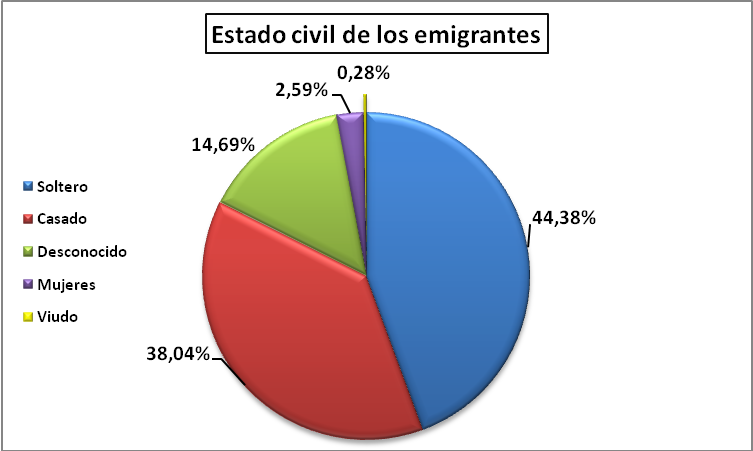 Estado civil de los emigrantes
0,28%
2,59%
14,69%
44,38%
38,04%
Soltero
Casado
Desconocido
Mujeres
Viudo